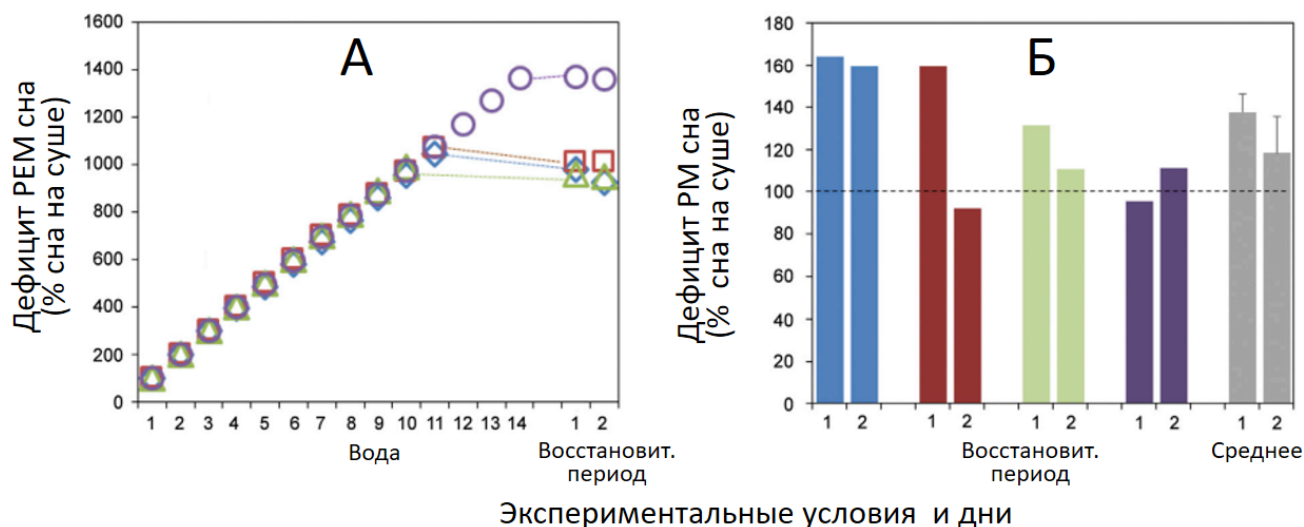 Дефицит РЕМ сна
(% сна на суше)
1600
1400
1200
1000
800
600
400
200
0
А
1 2 3 4 5 6 7 8 9 10 11 12 13 14 1 2
Вода
Восстановит.
период
Дефицит РМ сна
(% сна на суше)
180
160
140
120
100
80
60
40
20
0
Б
1 2 1 2 1 2 1 2 1 2
Восстановит.
период
Среднее
Экспериментальные условия и дни